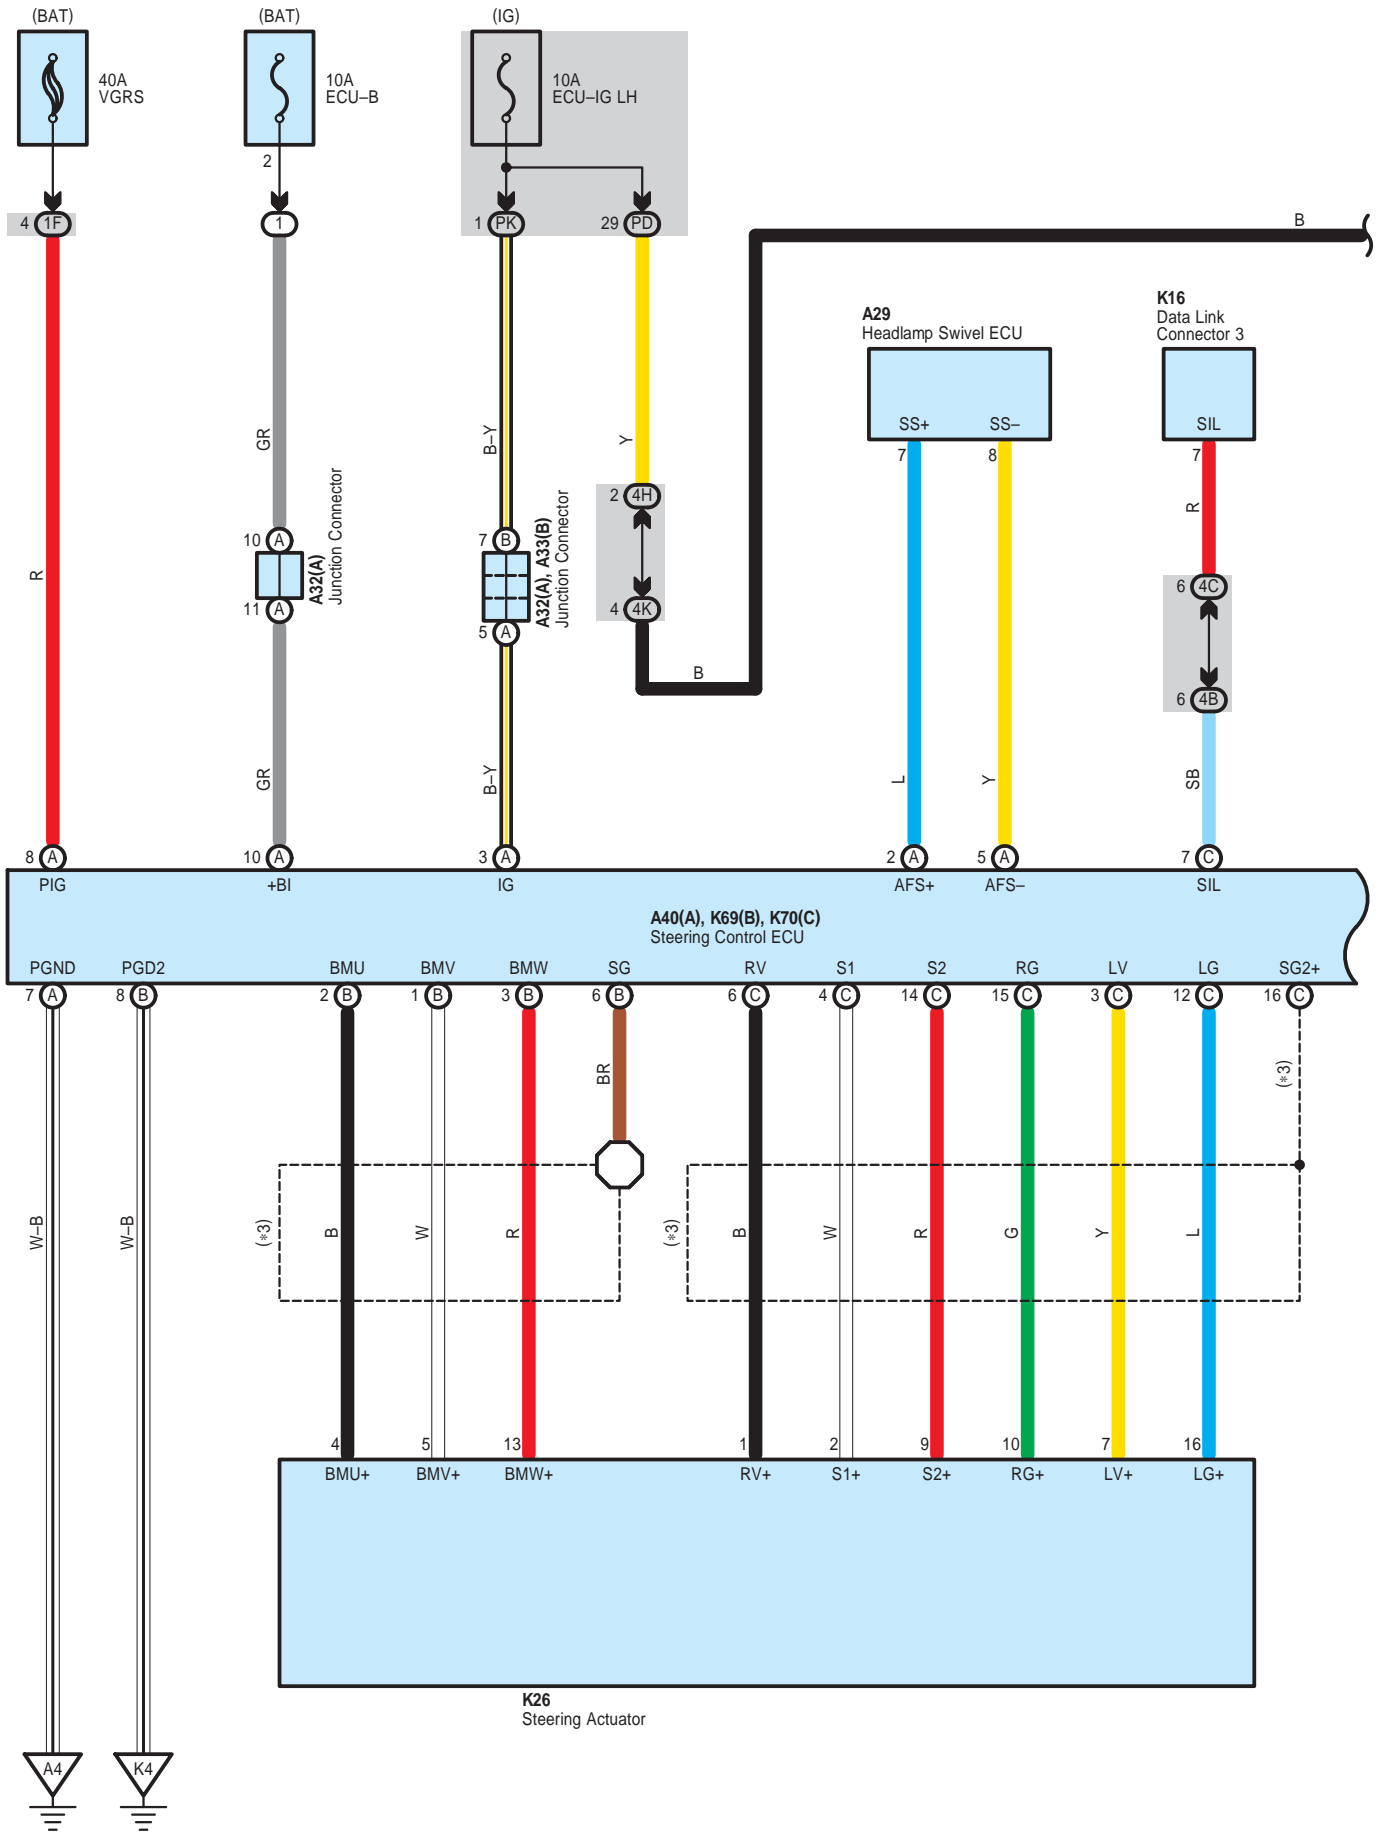 (BAT)
(BAT)
(IG)
40A
VGRS
10A
ECU–B
10A
ECU–IG LH
2
4 1F
1
1 PK
29 PD
B
A29
Headlamp Swivel ECU
K16
Data Link
Connector 3
SS+
SS–
SIL
7
8
7
GR
B–Y
Y
R
2 4H
10 A
A32(A)
Junction Connector
7 B
A32(A), A33(B)
Junction Connector
R
11 A
5 A
4 4K
6 4C
B
6 4B
GR
B–Y
L
Y
SB
8 A
10 A
3 A
2 A
5 A
7 C
PIG
+BI
IG
AFS+
AFS–
SIL
A40(A), K69(B), K70(C)
Steering Control ECU
PGND
PGD2
BMU
BMV
BMW
SG
RV
S1
S2
RG
LV
LG
SG2+
7 A
8 B
2 B
1 B
3 B
6 B
6 C
4 C
14 C
15 C
3 C
12 C
16 C
BR
(*3)
W–B
W–B
(*3)
B
W
R
(*3)
B
W
R
G
Y
L
4
5
13
1
2
9
10
7
16
BMU+
BMV+
BMW+
RV+
S1+
S2+
RG+
LV+
LG+
K26
Steering Actuator
A4
K4